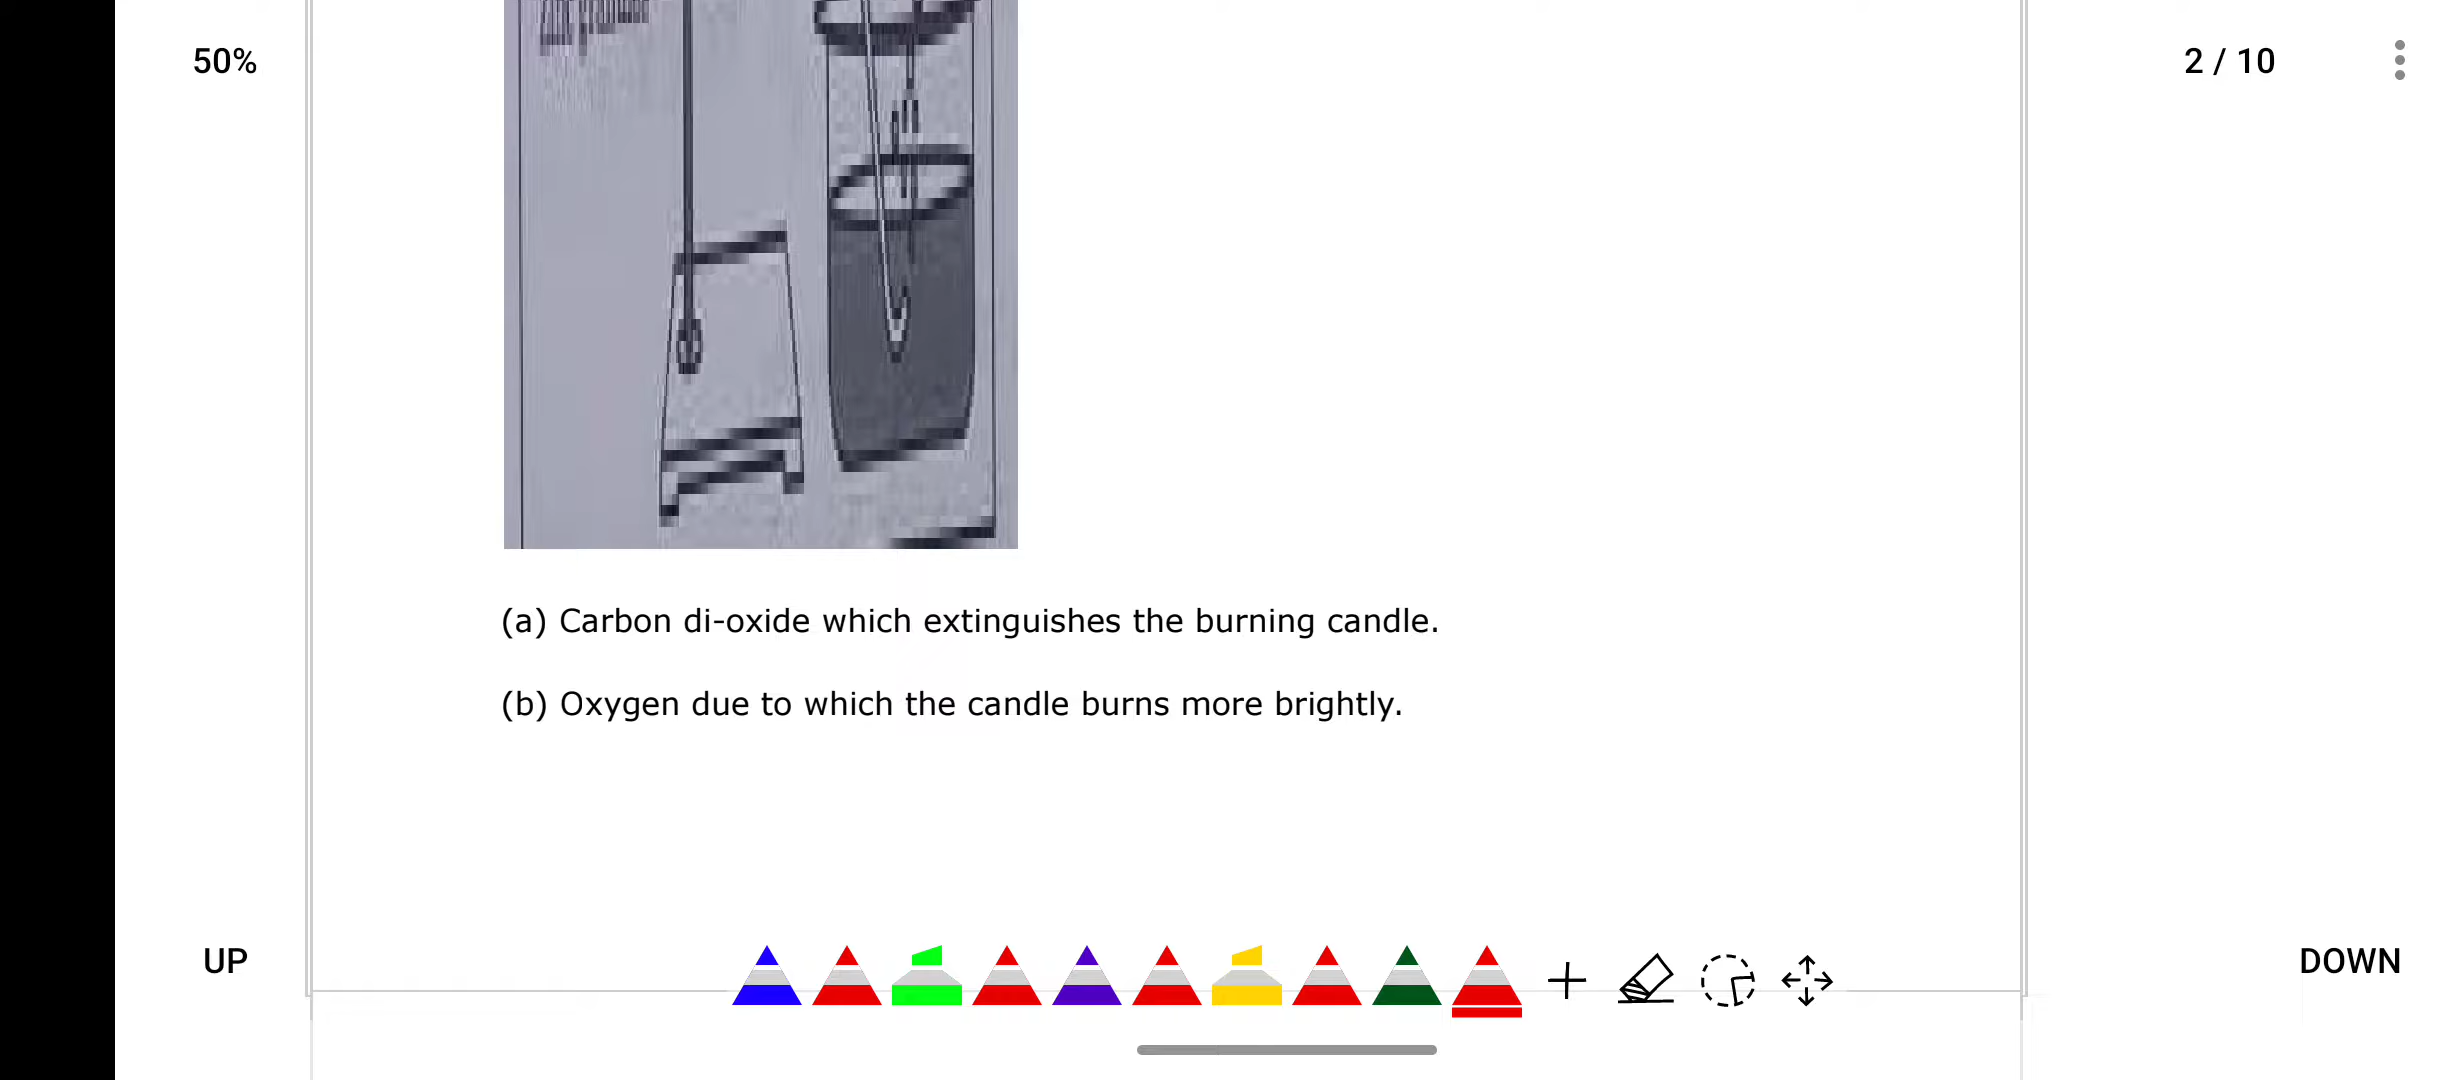 50%
2 / 10
(a) Carbon di-oxide which extinguishes the burning candle.
(b) Oxygen due to which the candle burns more brightly.
UP
DOWN